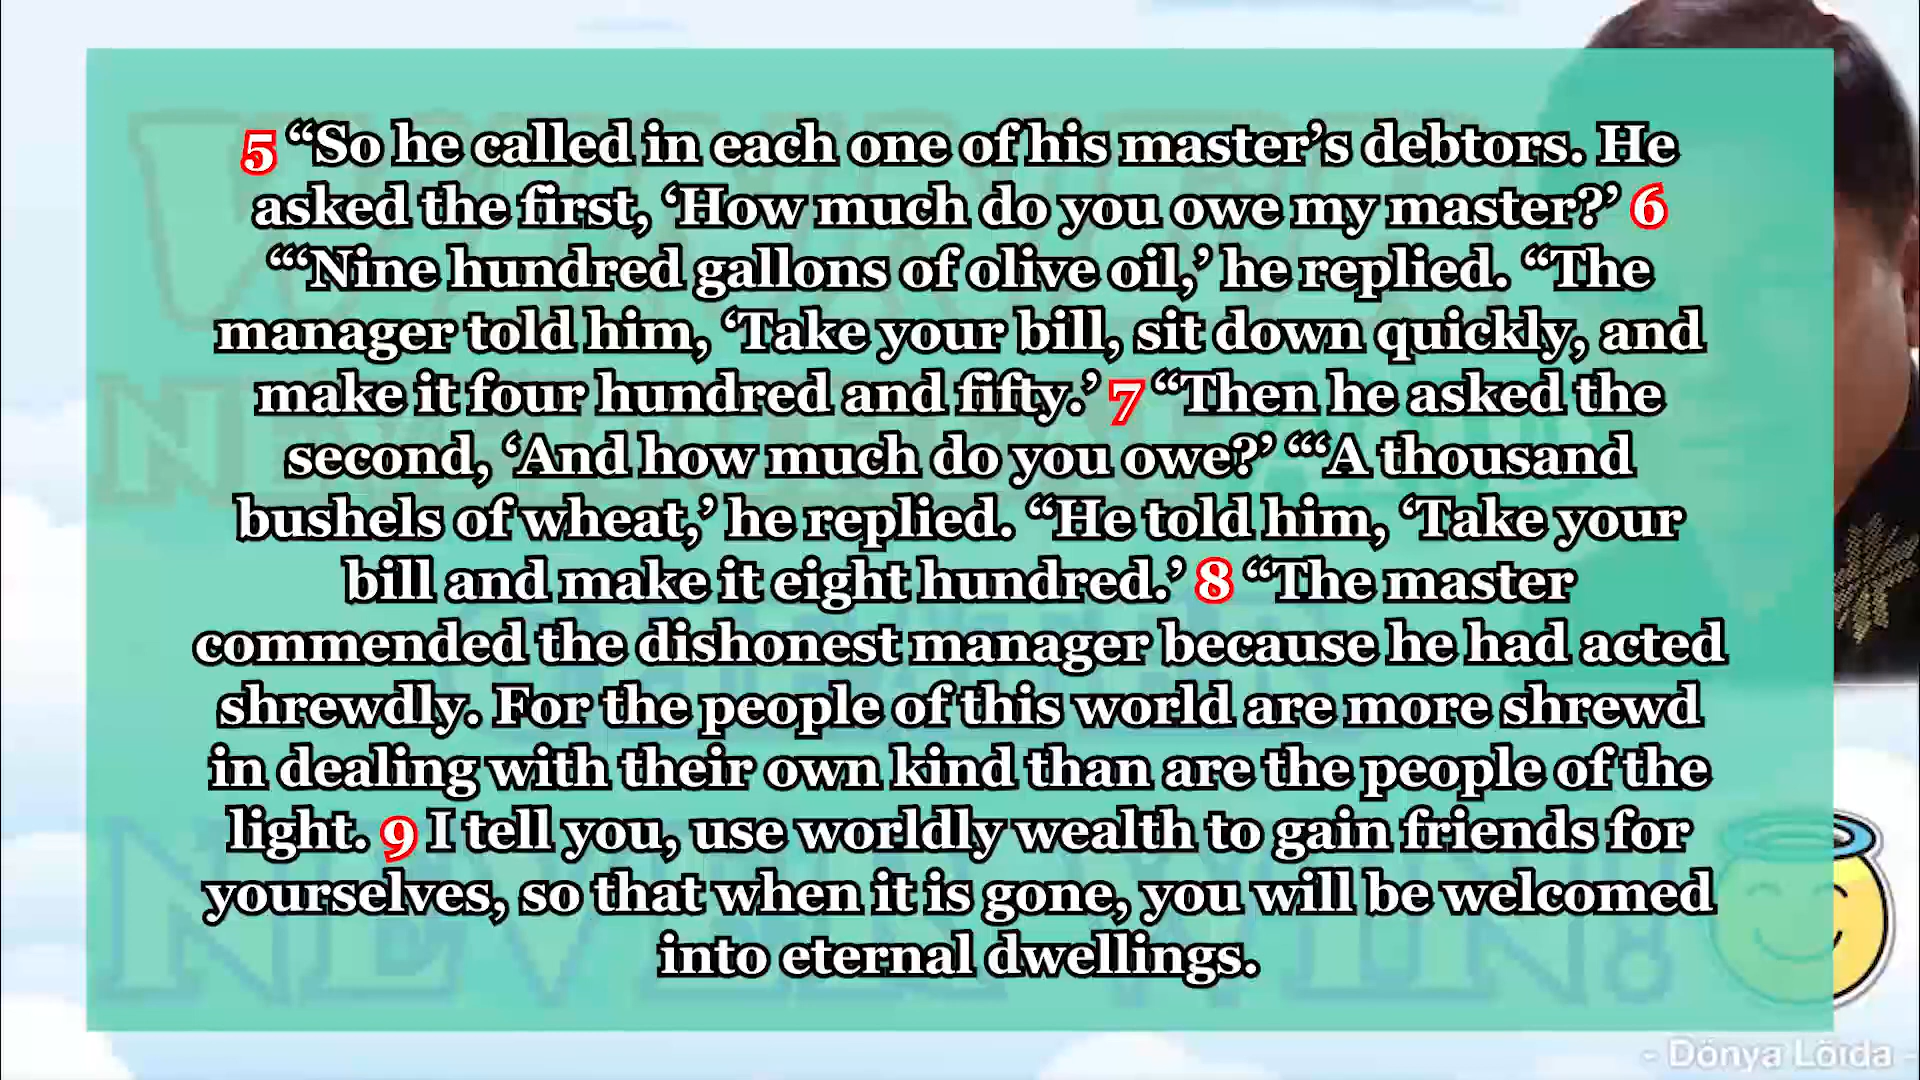 5 “So he called in each one of his master’s debtors. He
asked the first, ‘How much do you owe my master?’ 6
“‘Nine hundred gallons of olive oil,’ he replied. “The
manager told him, ‘Take your bill, sit down quickly, and
make it four hundred and fifty.’ 7 “Then he asked the
second, ‘And how much do you owe?’ “‘A thousand
bushels of wheat,’ he replied. “He told him, ‘Take your
bill and make it eight hundred.’ 8 “The master
commended the dishonest manager because he had acted
shrewdly. For the people of this world are more shrewd
in dealing with their own kind than are the people of the
light. 9 I tell you, use worldly wealth to gain friends for
yourselves, so that when it is gone, you will be welcomed
into eternal dwellings.
- Dönya Löida -